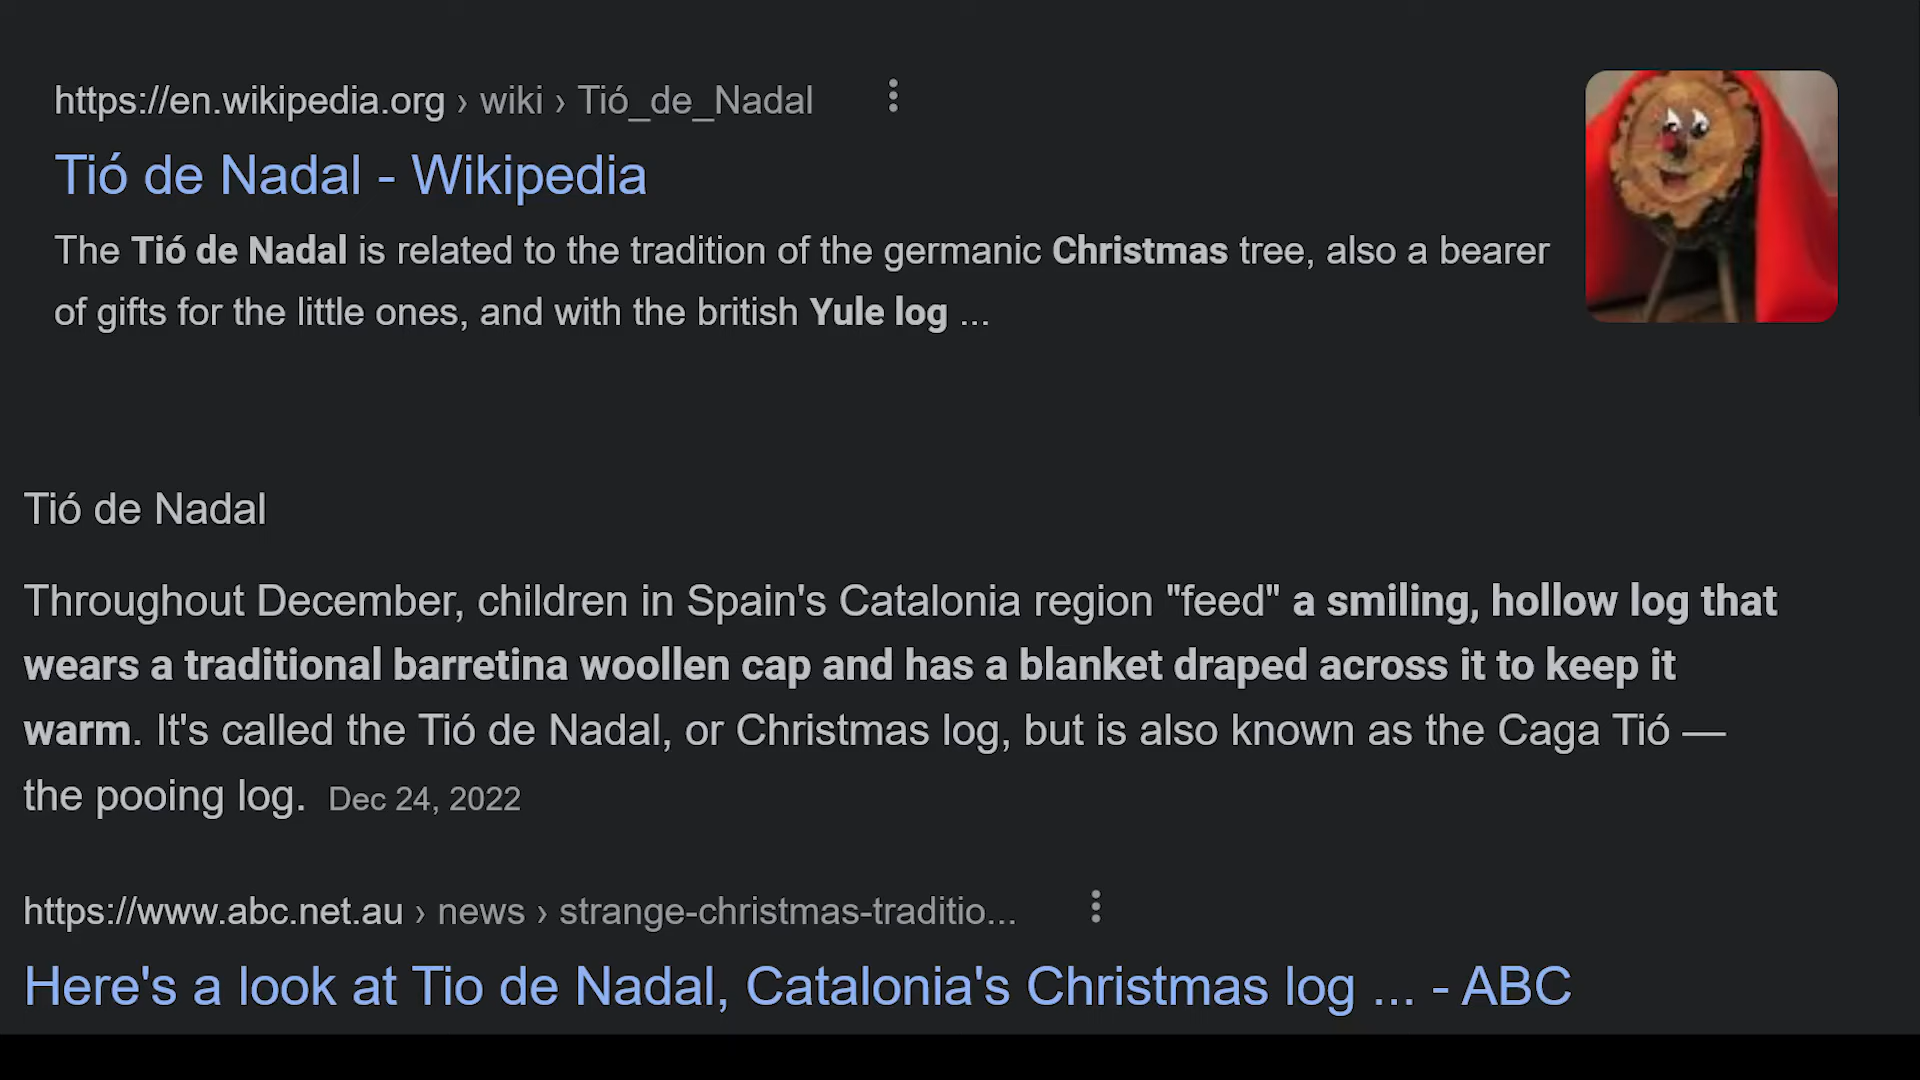 https://en.wikipedia.org › wiki › Tió_de_Nadal
Tió de Nadal - Wikipedia
The Tió de Nadal is related to the tradition of the germanic Christmas tree, also a bearer
of gifts for the little ones, and with the british Yule log ...
Tió de Nadal
Throughout December, children in Spain's Catalonia region "feed" a smiling, hollow log that
wears a traditional barretina woollen cap and has a blanket draped across it to keep it
warm. It's called the Tió de Nadal, or Christmas log, but is also known as the Caga Tió —
the pooing log. Dec 24, 2022
https://www.abc.net.au › news › strange-christmas-traditio...
Here's a look at Tio de Nadal, Catalonia's Christmas log ... - ABC